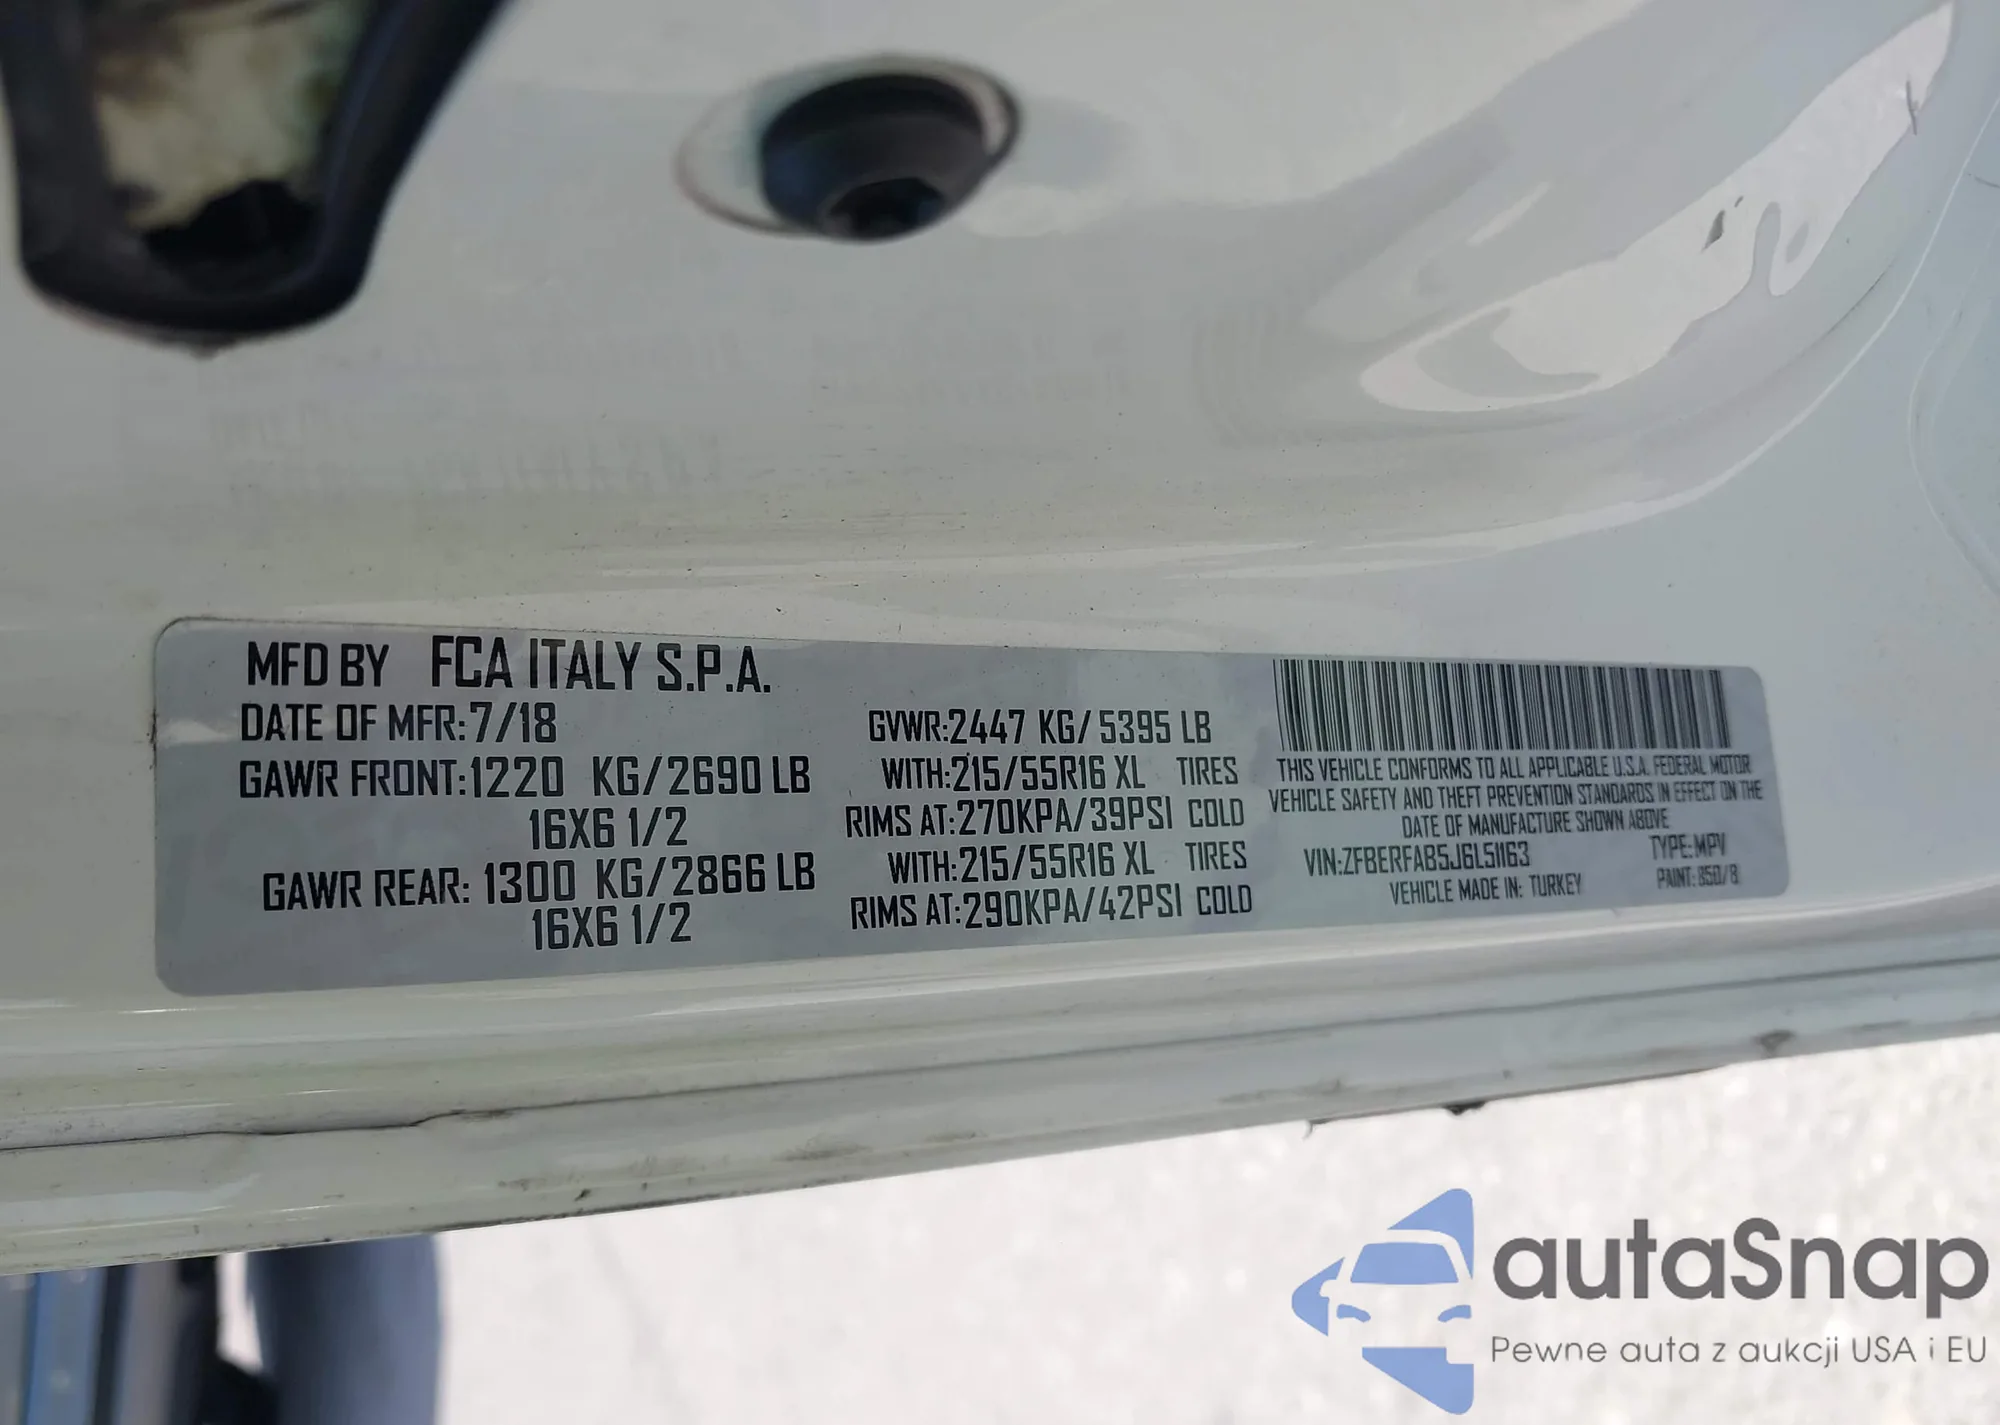 MFD BY FCA ITALY S.P.A.
DATE OF MFR:7/18
GAWR FRONT:1220 KG/2690 LB
16X6 1/2
GAWR REAR: 1300 KG/2866 LB
16X6 1/2
GVWR:2447 KG/ 5395 LB
WITH:215/55R16 XL TIRES
RIMS AT:270KPA/39PSI COLD
WITH:215/55R16 XL TIRES
RIMS AT:290KPA/42PSI COLD
THIS VEHICLE CONFORMS TO ALL APPLICABLE U.S.A. FEDERAL MOTOR
VEHICLE SAFETY AND THEFT PREVENTION STANDARDS IN EFFECT ON THE
DATE OF MANUFACTURE SHOWN ABOVE
VIN:ZFBERFAB5J6L51163
TYPE:MPV
VEHICLE MADE IN: TURKEY
PAINT:
autaSnap
Pewne auta z aukcji USA i EU